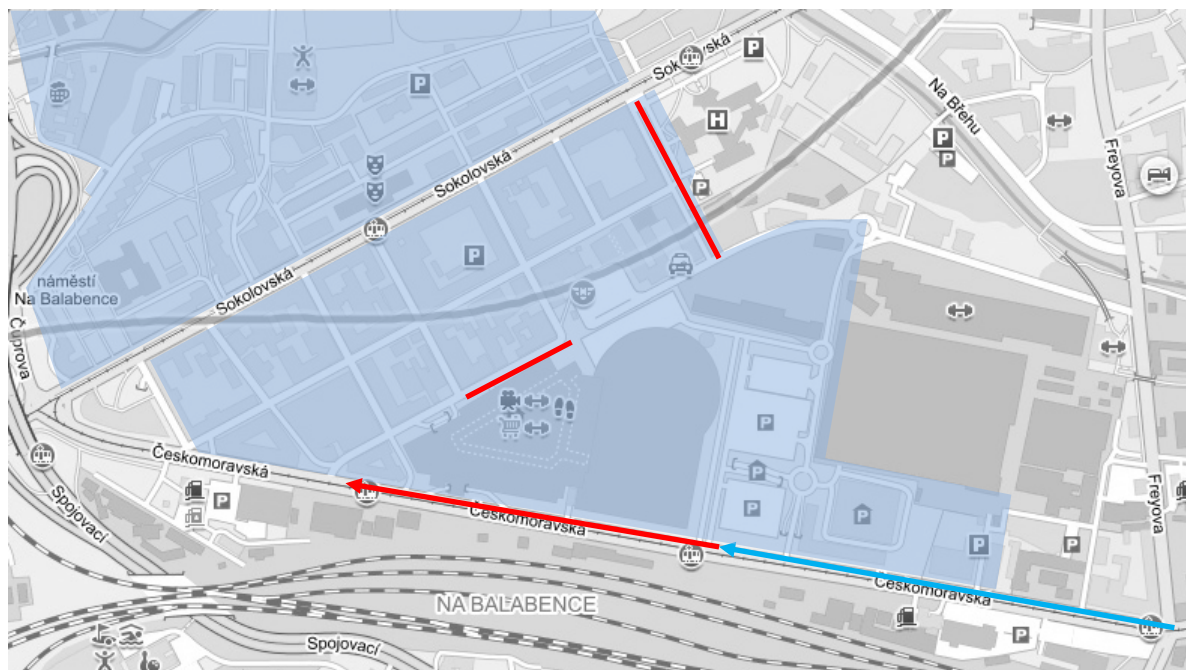 Sokolovská
Na Břehu
Freyova
P
P
H
P
P
P
Sokolovská
P
náměstí
Na Balabence
Sokolovská
Čuprova
P
P
P
P
P
P
P
Českomoravská
Českomoravská
Českomoravská
Spojovací
Freyova
NA BALABENCE
Spojovací
P
P